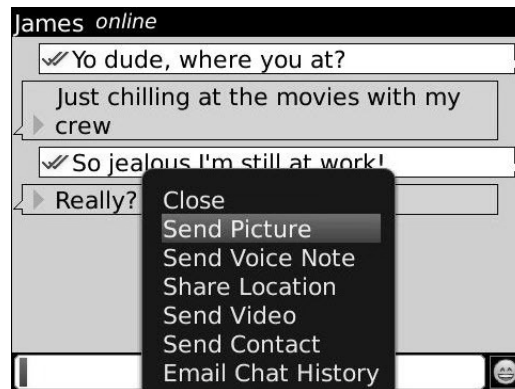 James online
Yo dude, where you at?
Just chilling at the movies with my
crew
So jealous I'm still at work!
Really?
Close
Send Picture
Send Voice Note
Share Location
Send Video
Send Contact
Email Chat History